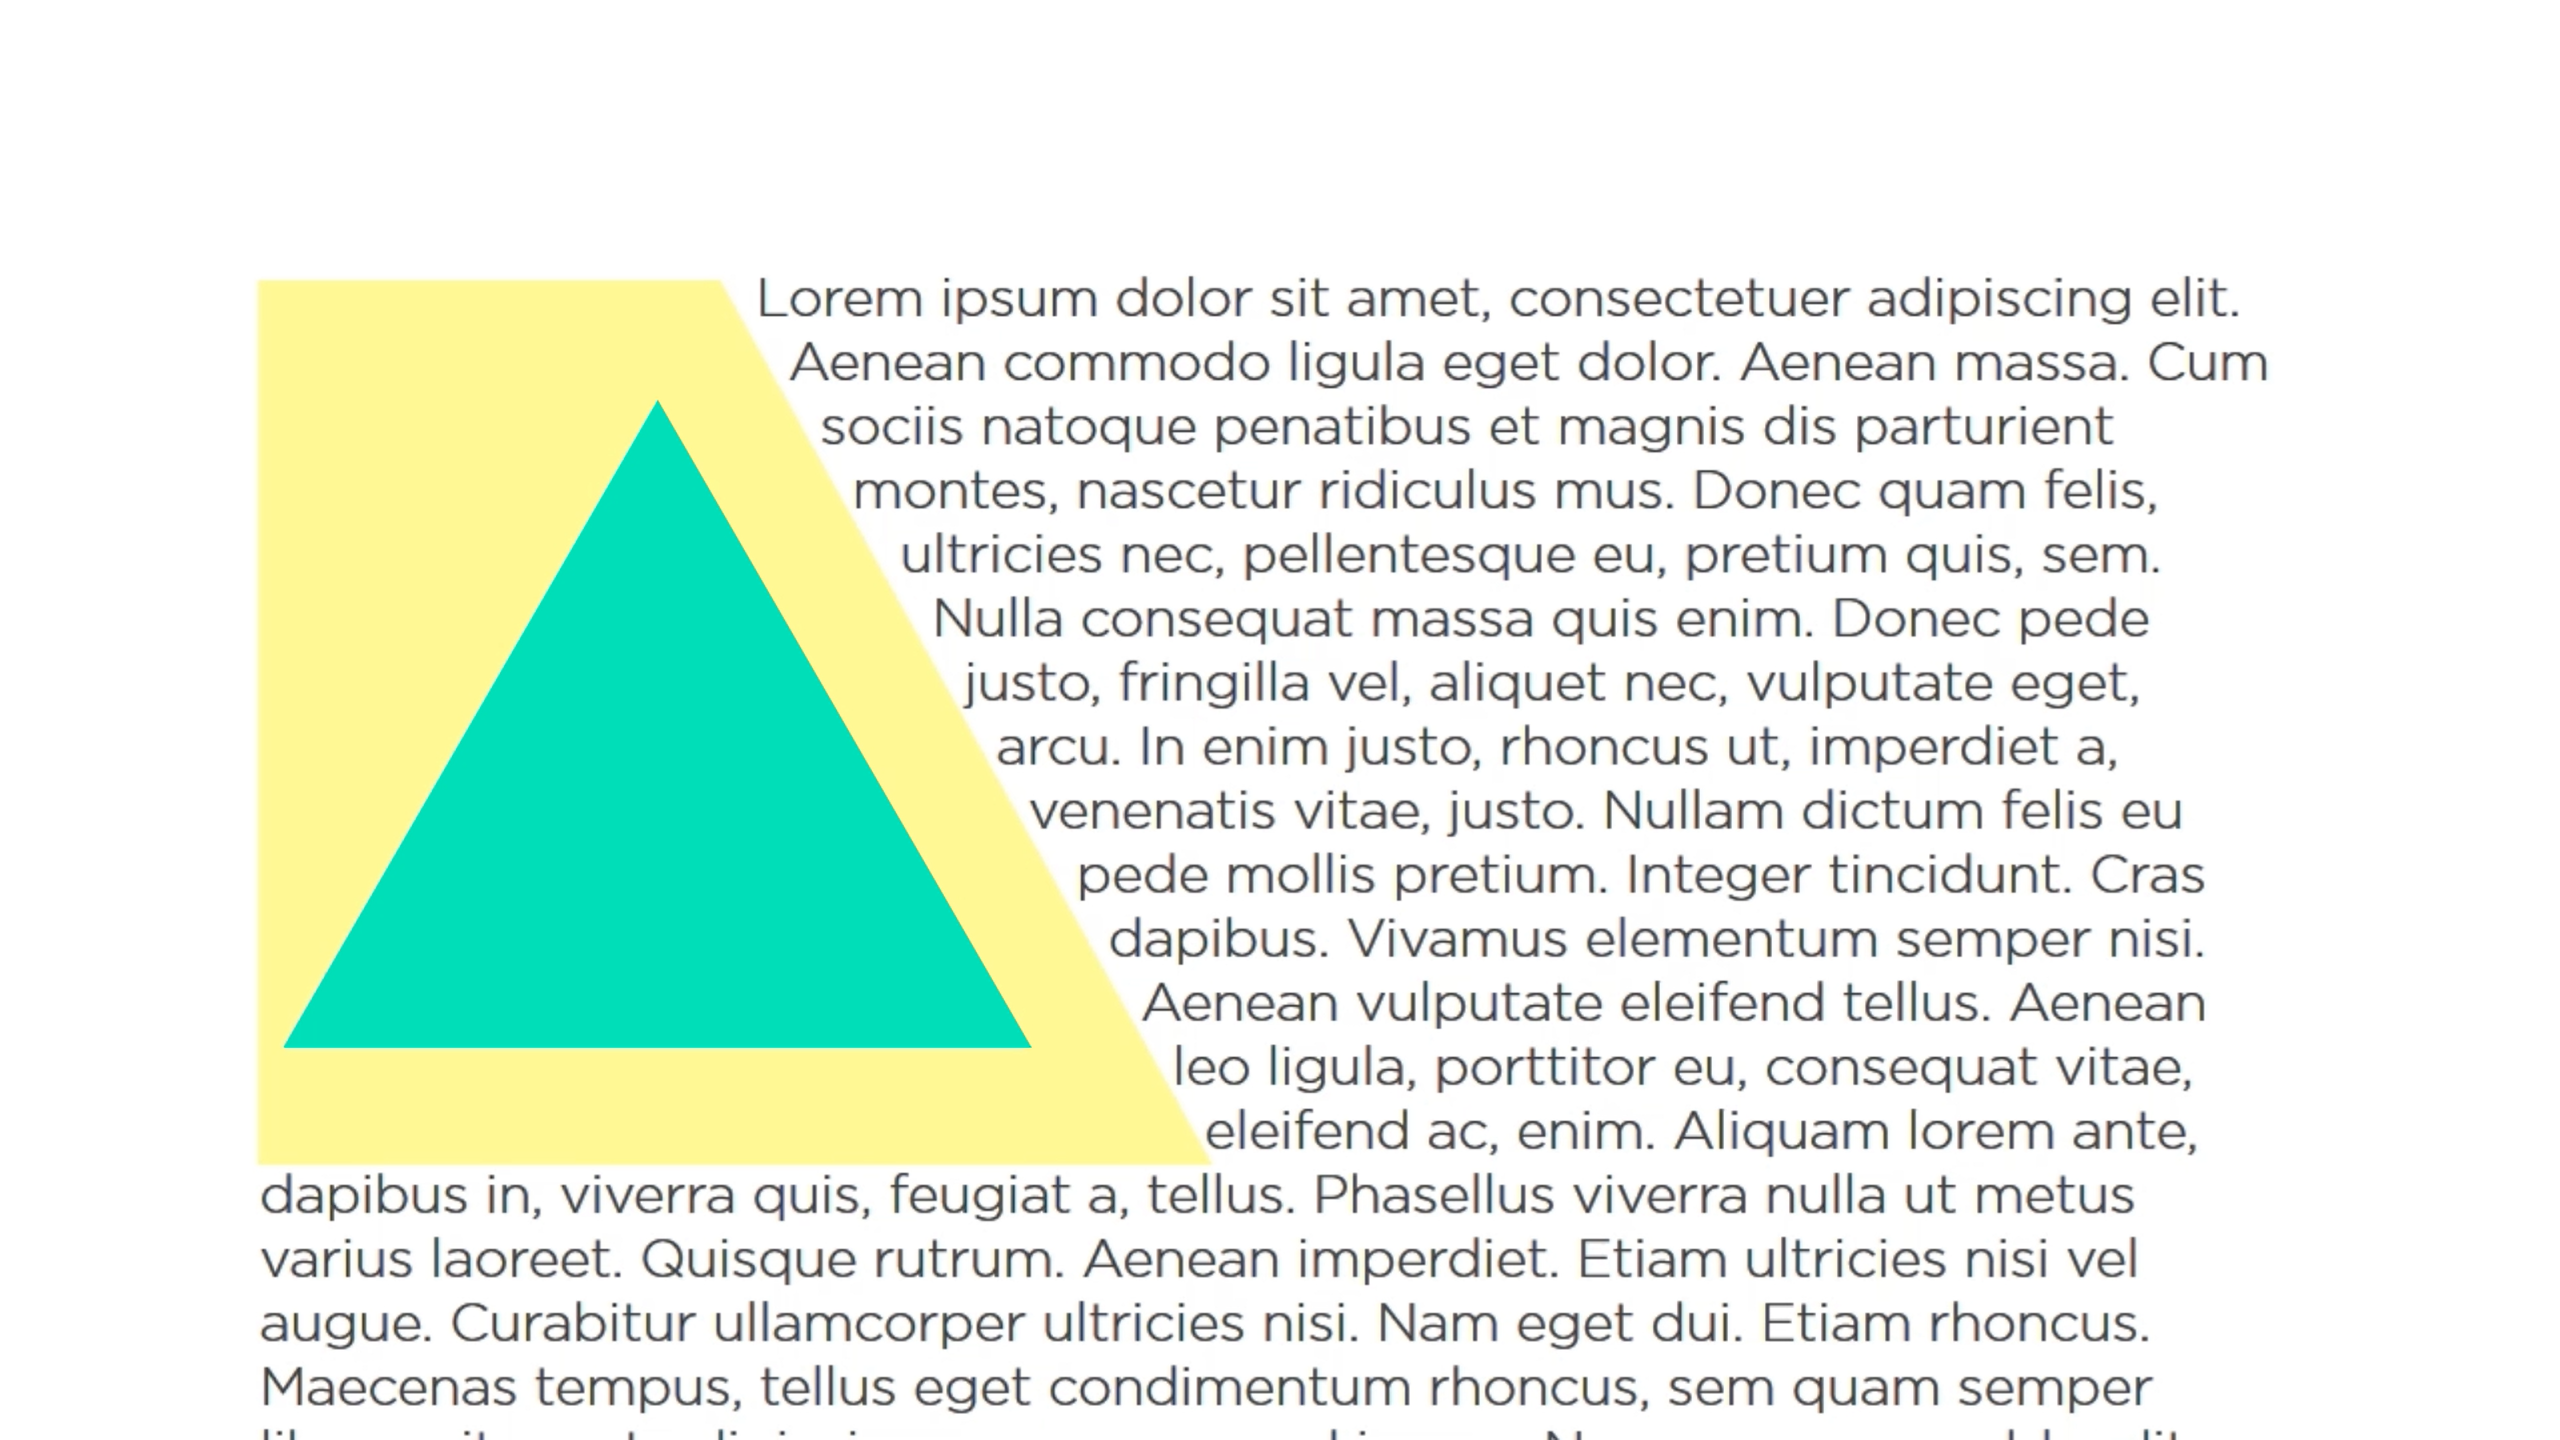 Lorem ipsum dolor sit amet, consectetuer adipiscing elit.
Aenean commodo ligula eget dolor. Aenean massa. Cum
sociis natoque penatibus et magnis dis parturient
montes, nascetur ridiculus mus. Donec quam felis,
ultricies nec, pellentesque eu, pretium quis, sem.
Nulla consequat massa quis enim. Donec pede
justo, fringilla vel, aliquet nec, vulputate eget,
arcu. In enim justo, rhoncus ut, imperdiet a,
venenatis vitae, justo. Nullam dictum felis eu
pede mollis pretium. Integer tincidunt. Cras
dapibus. Vivamus elementum semper nisi.
Aenean vulputate eleifend tellus. Aenean
leo ligula, porttitor eu, consequat vitae,
eleifend ac, enim. Aliquam lorem ante,
dapibus in, viverra quis, feugiat a, tellus. Phasellus viverra nulla ut metus
varius laoreet. Quisque rutrum. Aenean imperdiet. Etiam ultricies nisi vel
augue. Curabitur ullamcorper ultricies nisi. Nam eget dui. Etiam rhoncus.
Maecenas tempus, tellus eget condimentum rhoncus, sem quam semper